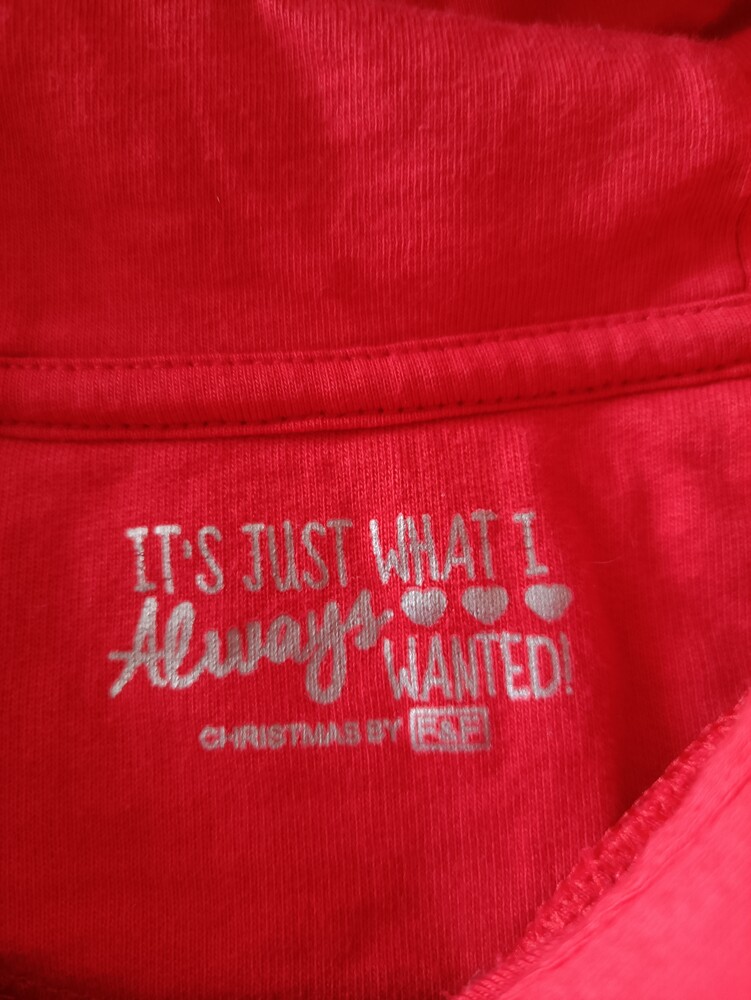 IT'S JUST WHAT I
Always
WANTED!
CHRISTMAS BY F&F